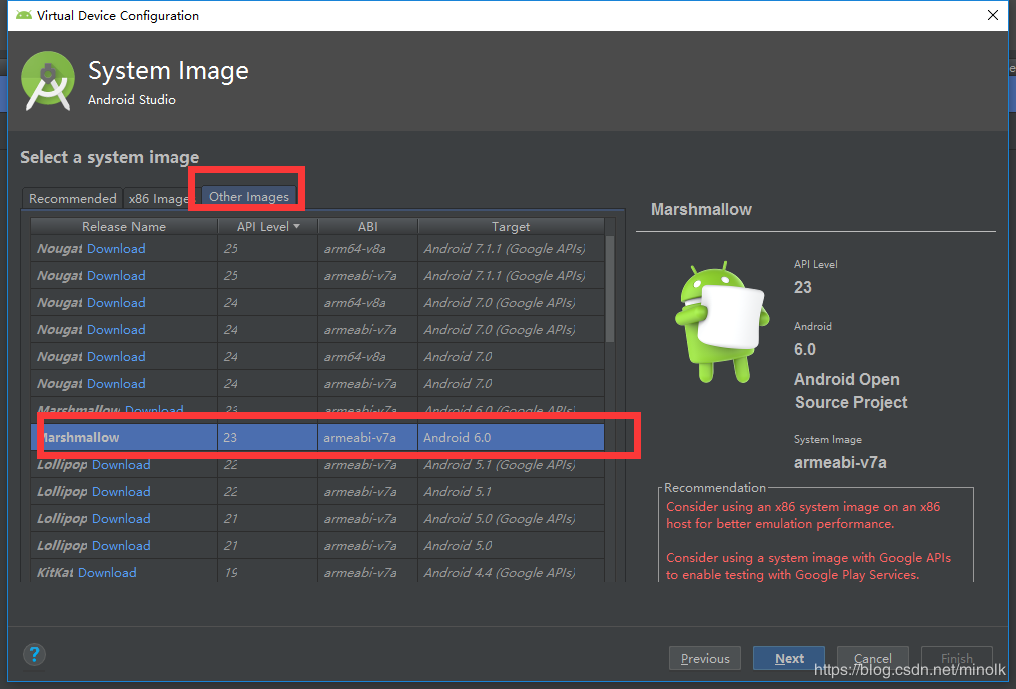 Virtual Device Configuration
System Image
Android Studio
Select a system image
Recommended x86 Image Other Images
Release Name API Level ABI Target
Nougat Download 25 arm64-v8a Android 7.1.1 (Google APIs)
Nougat Download 25 armeabi-v7a Android 7.1.1 (Google APIs)
Nougat Download 24 arm64-v8a Android 7.0 (Google APIs)
Nougat Download 24 armeabi-v7a Android 7.0 (Google APIs)
Nougat Download 24 arm64-v8a Android 7.0
Nougat Download 24 armeabi-v7a Android 7.0
Marshmallow Download 23 armeabi-v7a Android 6.0 (Google APIs)
Marshmallow 23 armeabi-v7a Android 6.0
Lollipop Download 22 armeabi-v7a Android 5.1 (Google APIs)
Lollipop Download 22 armeabi-v7a Android 5.1
Lollipop Download 21 armeabi-v7a Android 5.0 (Google APIs)
Lollipop Download 21 armeabi-v7a Android 5.0
KitKat Download 19 armeabi-v7a Android 4.4 (Google APIs)
Marshmallow
API Level
23
Android
6.0
Android Open
Source Project
System Image
armeabi-v7a
Recommendation
Consider using an x86 system image on an x86
host for better emulation performance.
Consider using a system image with Google APIs
to enable testing with Google Play Services.
?
Previous Next Cancel Finish
https://blog.csdn.net/minolk